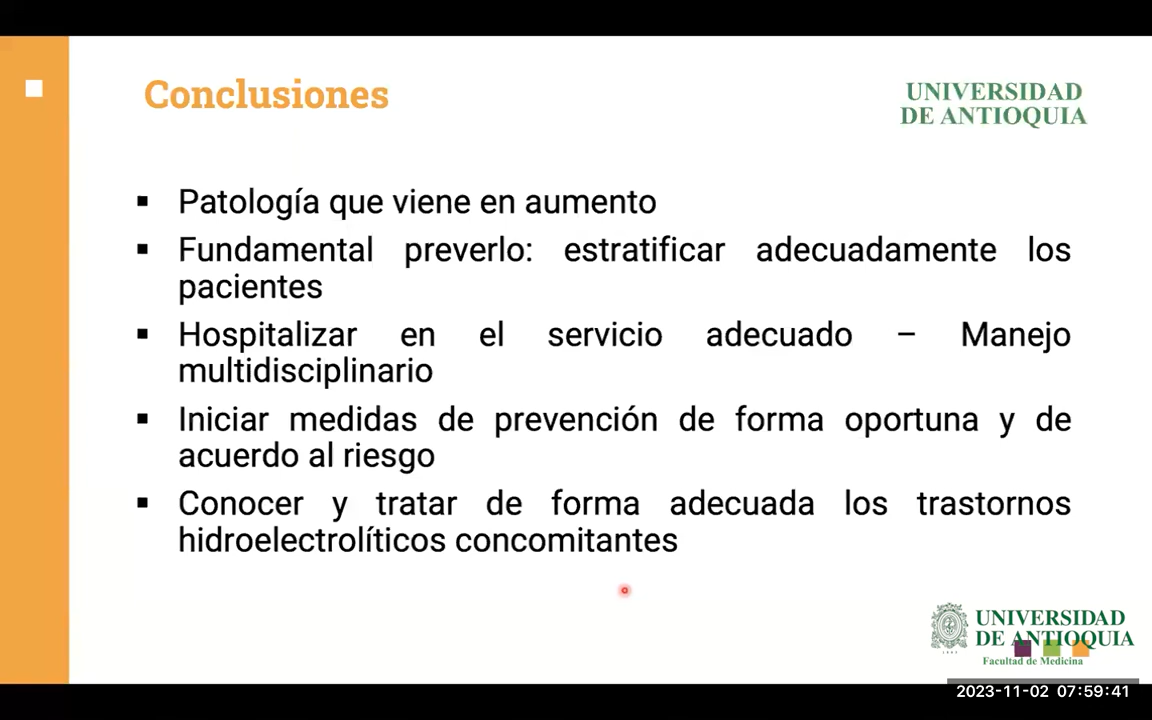 Conclusiones
UNIVERSIDAD
DE ANTIOQUIA
▪ Patología que viene en aumento
▪ Fundamental preverlo: estratificar adecuadamente los
pacientes
▪ Hospitalizar en el servicio adecuado – Manejo
multidisciplinario
▪ Iniciar medidas de prevención de forma oportuna y de
acuerdo al riesgo
▪ Conocer y tratar de forma adecuada los trastornos
hidroelectrolíticos concomitantes
UNIVERSIDAD
DE ANTIOQUIA
Facultad de Medicina
2023-11-02 07:59:41